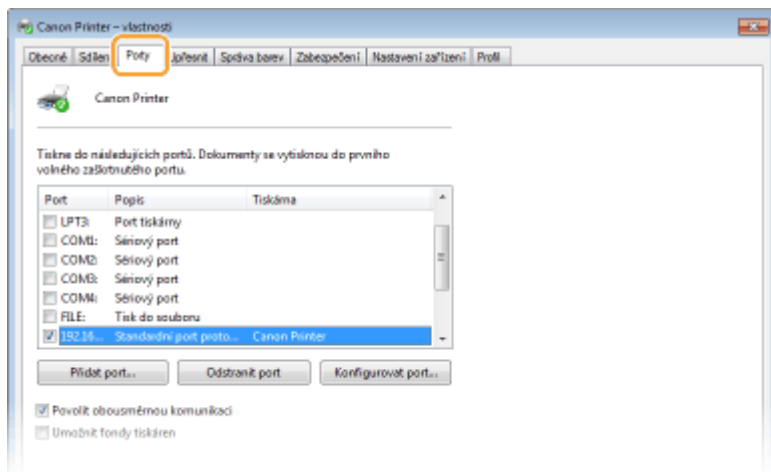 Canon Printer – vlastnosti
Obecné Sdílen Porty Upřesnit Správa barev Zabezpečení Nastavení zařízení Profil
Canon Printer
Tiskne do následujících portů. Dokumenty se vytisknou do prvního
volného zaškrtnutého portu.
Port Popis Tiskárna
LPT3: Port tiskárny
COM1: Sériový port
COM2: Sériový port
COM3: Sériový port
COM4: Sériový port
FILE: Tisk do souboru
192.16... Standardní port proto... Canon Printer
Přidat port... Odstranit port Konfigurovat port...
Povolit obousměrnou komunikaci
Umožnit fondy tiskáren